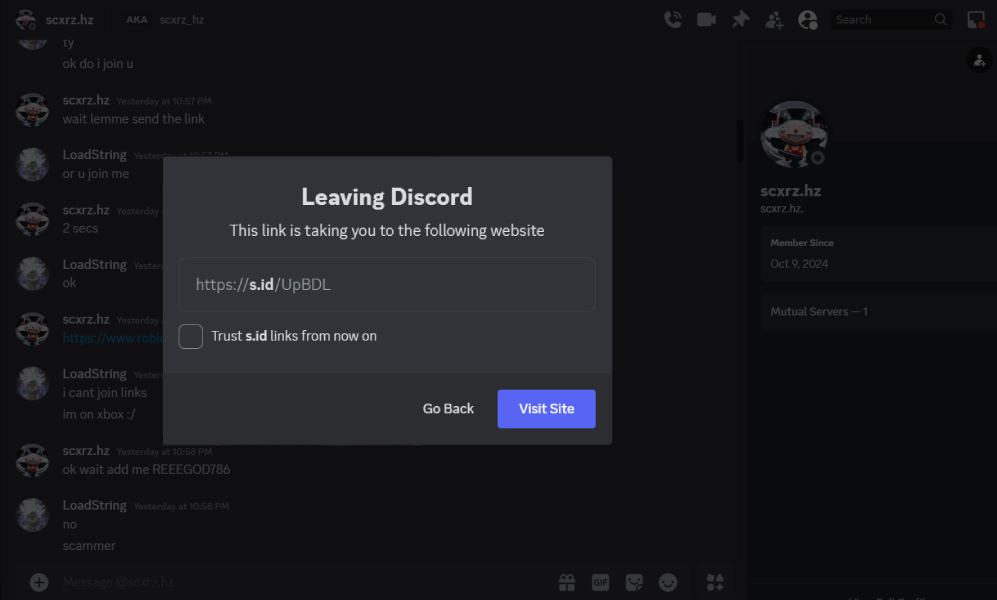 scxrz.hz AKA scxrz_hz
Search
ty
ok do i join u
scxrz.hz Yesterday at 10:57 PM
wait lemme send the link
LoadString Yesterday at 10:57 PM
or u join me
scxrz.hz Yesterday
2 secs
LoadString Yester
ok
scxrz.hz Yesterday
https://www.roblo
LoadString Yester
i cant join links
im on xbox :/
scxrz.hz Yesterday at 10:58 PM
ok wait add me REEEGOD786
LoadString Yesterday at 10:58 PM
no
scammer
Message @scxrz.hz
GIF
Leaving Discord
This link is taking you to the following website
https://s.id/UpBDL
Trust s.id links from now on
Go Back
Visit Site
scxrz.hz
scxrz.hz.
Member Since
Oct 9, 2024
Mutual Servers — 1